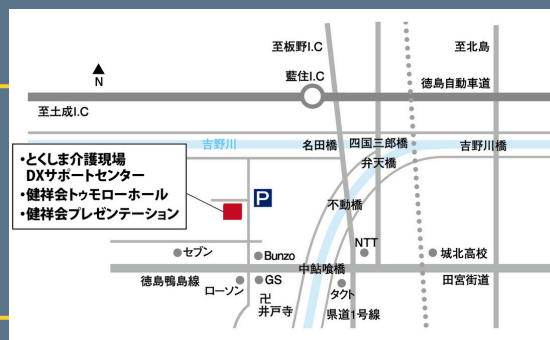 至板野I.C
至北島
藍住I.C
N
徳島自動車道
至土成I.C
吉野川
名田橋
四国三郎橋
吉野川橋
弁天橋
・とくしま介護現場
DXサポートセンター
・健祥会トゥモローホール
・健祥会プレゼンテーション
P
不動橋
セブン
Bunzo
NTT
城北高校
中鮎喰橋
徳島鴨島線
ローソン
GS
タクト
田宮街道
卍
井戸寺
県道1号線